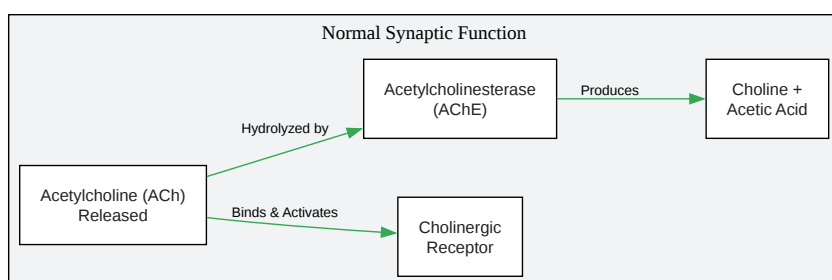 Normal Synaptic Function
Acetylcholinesterase
(AChE)
Produces
Choline +
Acetic Acid
Hydrolyzed by
Acetylcholine (ACh)
Released
Binds & Activates
Cholinergic
Receptor